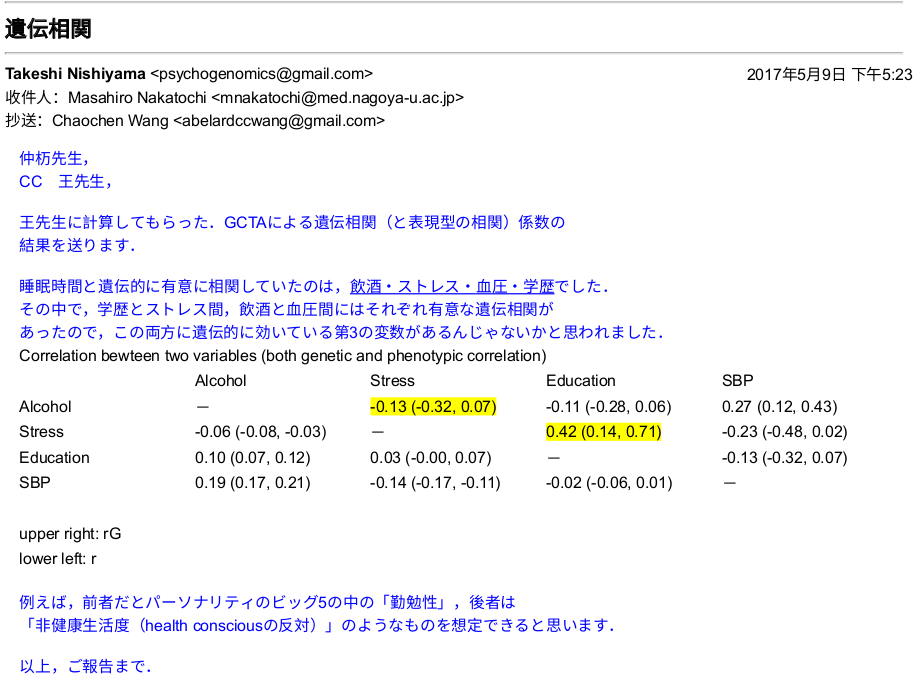 遺伝相関
Takeshi Nishiyama <psychogenomics@gmail.com> 2017年5月9日 下午5:23
收件人：Masahiro Nakatochi <mnakatochi@med.nagoya-u.ac.jp>
抄送：Chaochen Wang <abelardccwang@gmail.com>
仲杤先生，
CC　王先生，
王先生に計算してもらった．GCTAによる遺伝相関（と表現型の相関）係数の
結果を送ります．
睡眠時間と遺伝的に有意に相関していたのは，飲酒・ストレス・血圧・学歴でした．
その中で，学歴とストレス間，飲酒と血圧間にはそれぞれ有意な遺伝相関が
あったので，この両方に遺伝的に効いている第3の変数があるんじゃないかと思われました．
Correlation bewteen two variables (both genetic and phenotypic correlation)
Alcohol Stress Education SBP
Alcohol — -0.13 (-0.32, 0.07) -0.11 (-0.28, 0.06) 0.27 (0.12, 0.43)
Stress -0.06 (-0.08, -0.03) — 0.42 (0.14, 0.71) -0.23 (-0.48, 0.02)
Education 0.10 (0.07, 0.12) 0.03 (-0.00, 0.07) — -0.13 (-0.32, 0.07)
SBP 0.19 (0.17, 0.21) -0.14 (-0.17, -0.11) -0.02 (-0.06, 0.01) —
upper right: rG
lower left: r
例えば，前者だとパーソナリティのビッグ5の中の「勤勉性」，後者は
「非健康生活度（health consciousの反対）」のようなものを想定できると思います．
以上，ご報告まで．